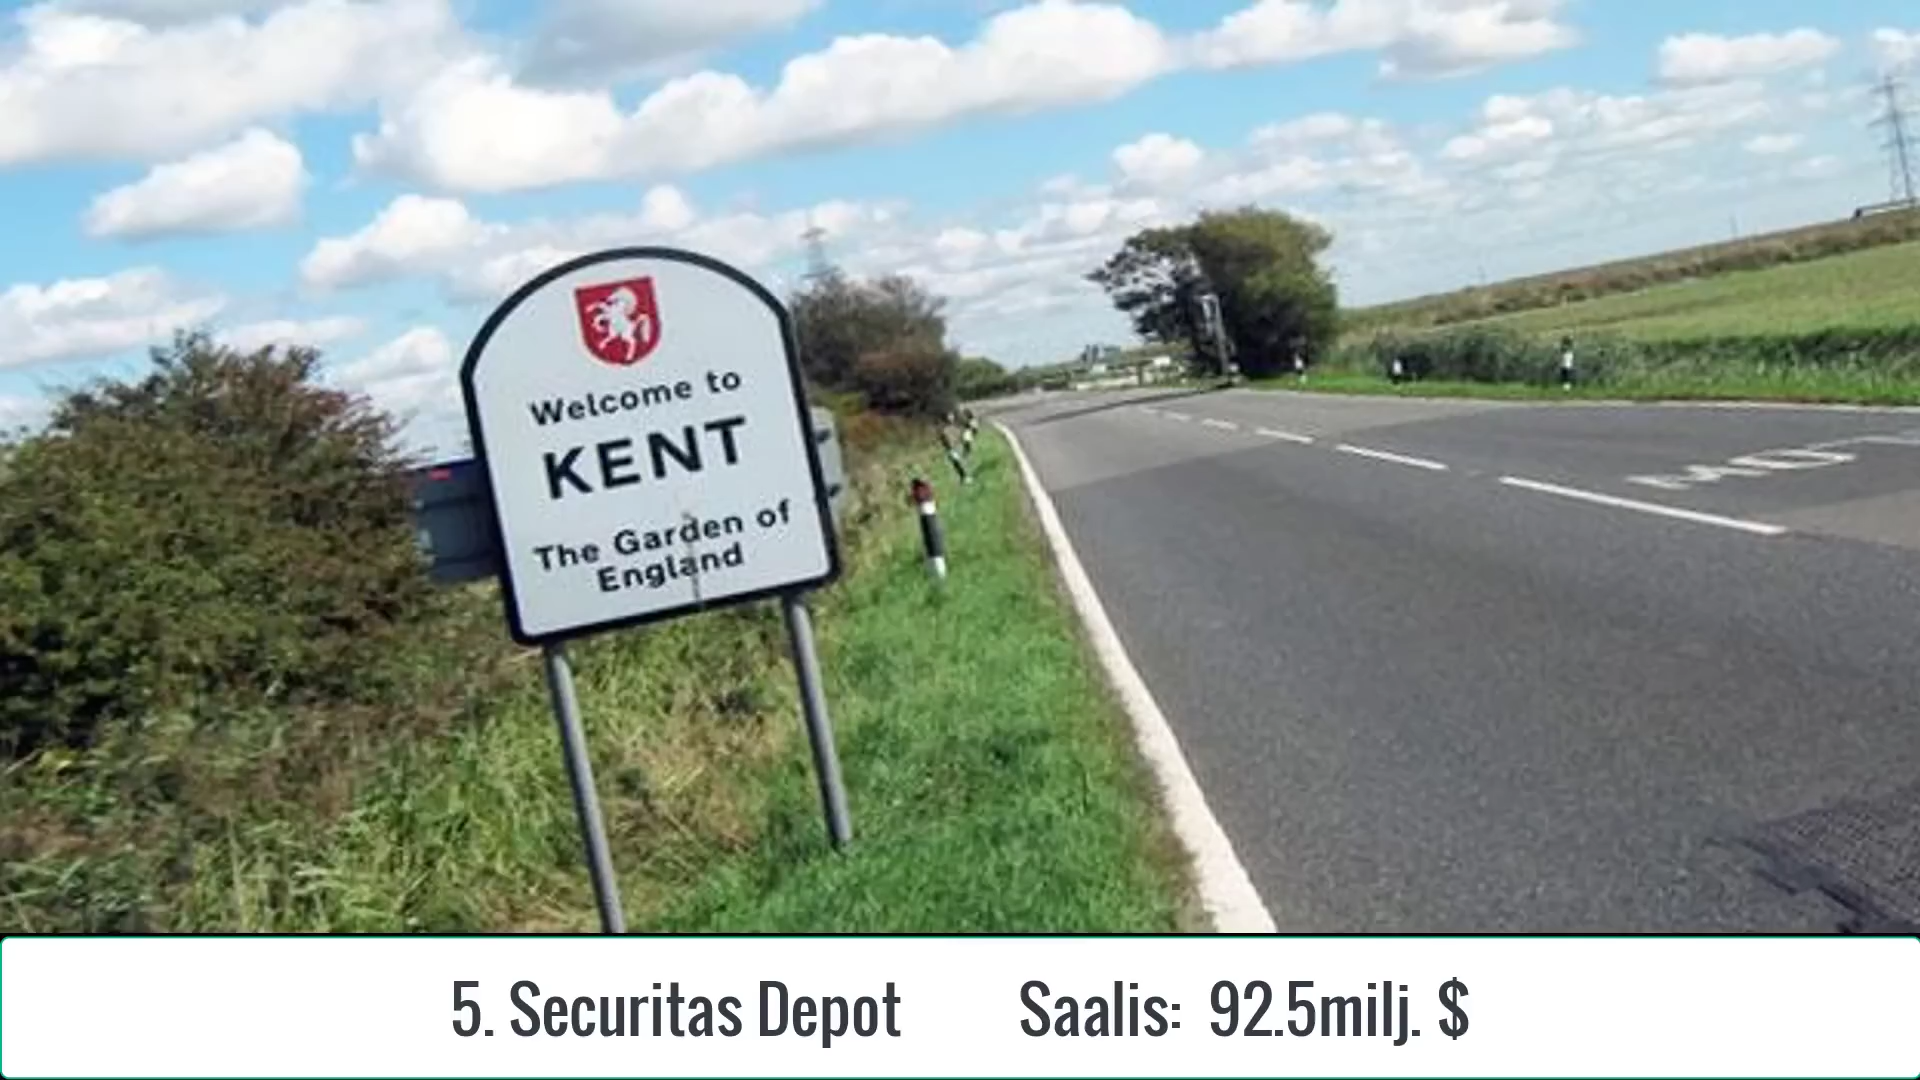 Welcome to
KENT
The Garden of
England
5. Securitas Depot Saalis: 92.5milj. $